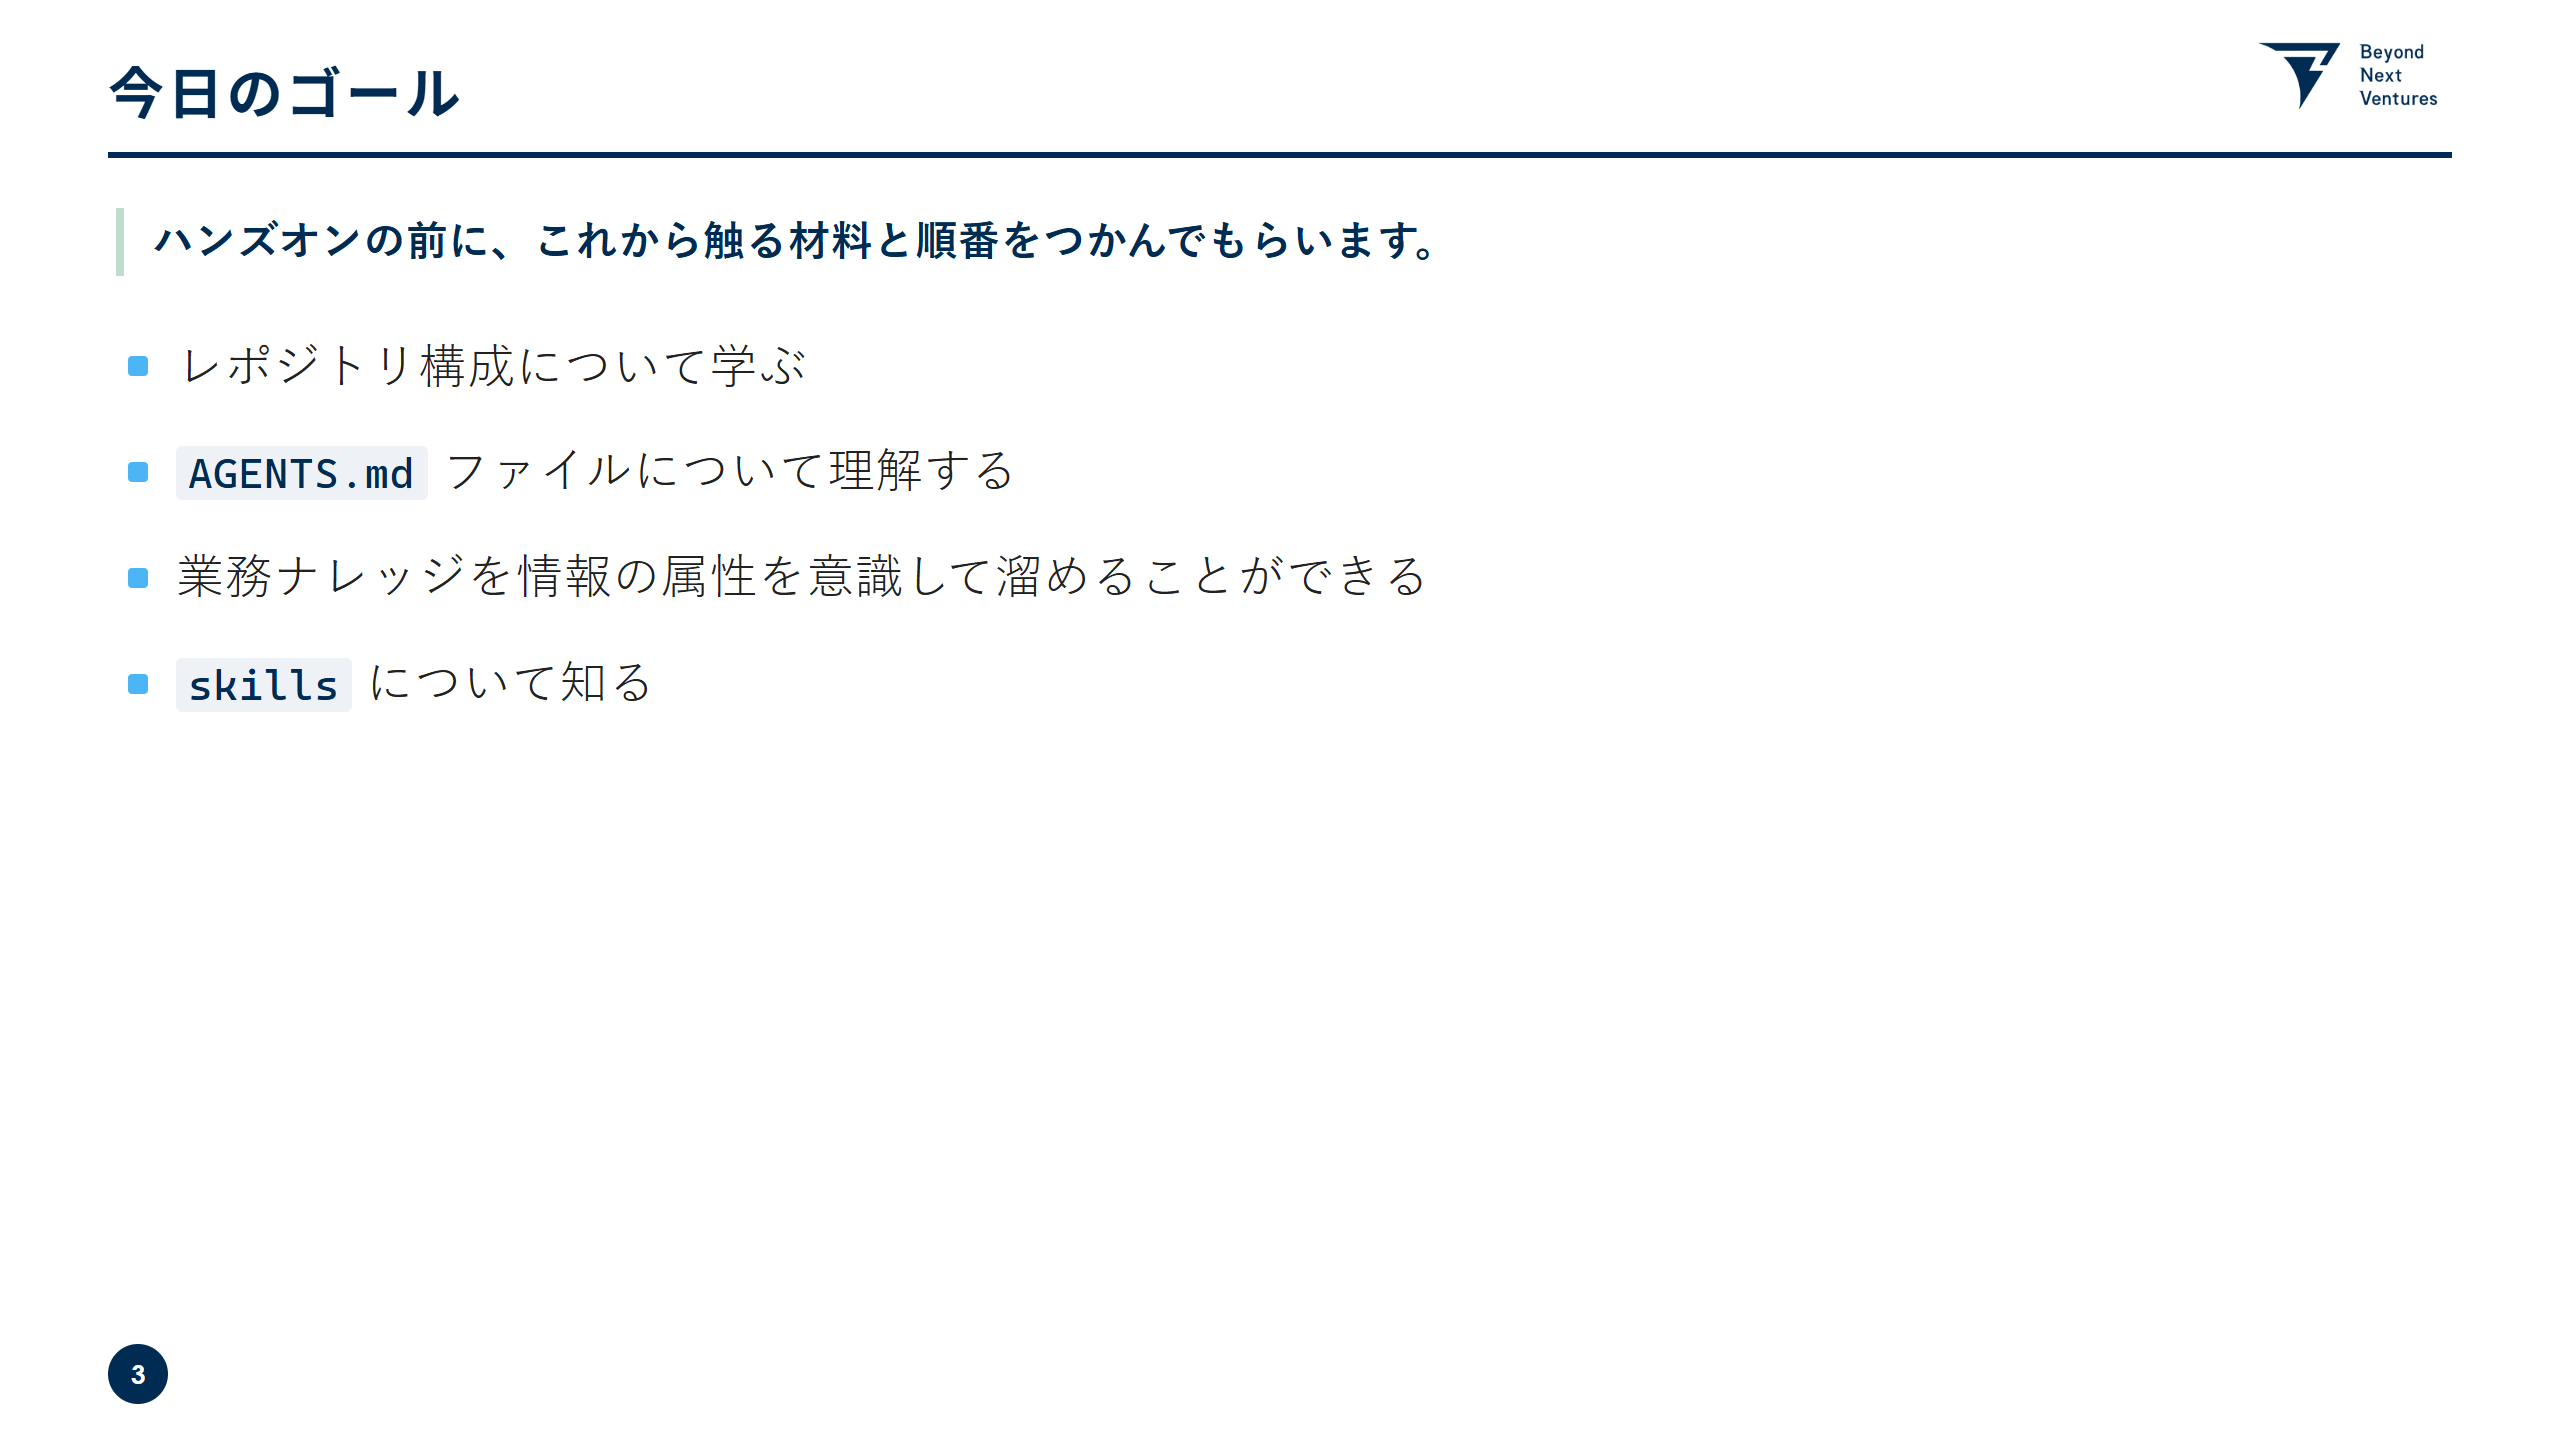 今日のゴール
Beyond
Next
Ventures
ハンズオンの前に、これから触る材料と順番をつかんでもらいます。
レポジトリ構成について学ぶ
AGENTS.md ファイルについて理解する
業務ナレッジを情報の属性を意識して溜めることができる
skills について知る
3